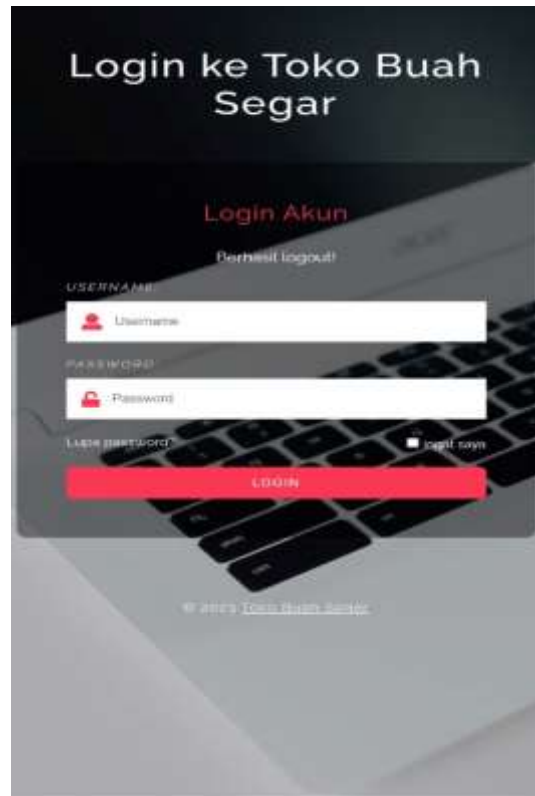 Login ke Toko Buah
Segar
Login Akun
Berhasil logout!
USERNAME
Username
PASSWORD
Password
Lupa password?
Ingat saya
LOGIN
© 2023 Toko Buah Segar